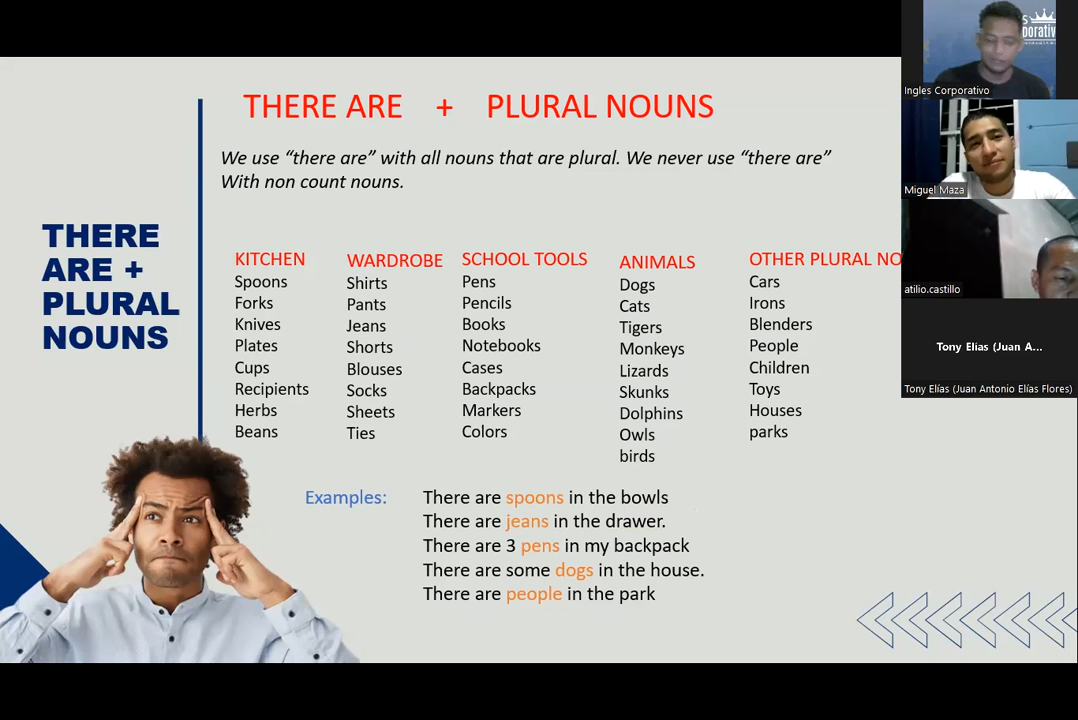 THERE ARE + PLURAL NOUNS
We use “there are” with all nouns that are plural. We never use “there are”
With non count nouns.
THERE
ARE +
PLURAL
NOUNS
KITCHEN
Spoons
Forks
Knives
Plates
Cups
Recipients
Herbs
Beans
WARDROBE
Shirts
Pants
Jeans
Shorts
Blouses
Socks
Sheets
Ties
SCHOOL TOOLS
Pens
Pencils
Books
Notebooks
Cases
Backpacks
Markers
Colors
ANIMALS
Dogs
Cats
Tigers
Monkeys
Lizards
Skunks
Dolphins
Owls
birds
OTHER PLURAL NO
Cars
Irons
Blenders
People
Children
Toys
Houses
parks
Examples:
There are spoons in the bowls
There are jeans in the drawer.
There are 3 pens in my backpack
There are some dogs in the house.
There are people in the park
Ingles Corporativo
Miguel Maza
atilio.castillo
Tony Elias (Juan A...
Tony Elías (Juan Antonio Elías Flores)